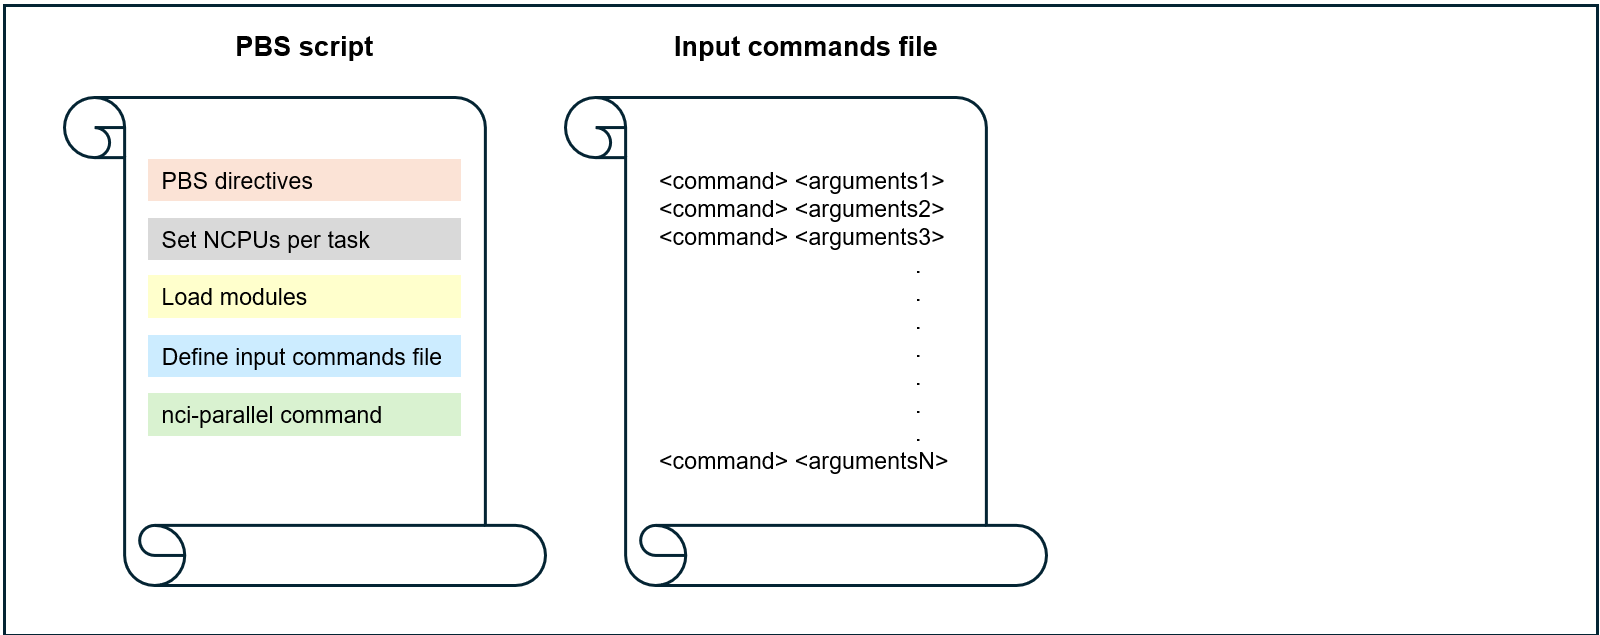 PBS script
PBS directives
Set NCPUs per task
Load modules
Define input commands file
nci-parallel command
Input commands file
<command> <arguments1>
<command> <arguments2>
<command> <arguments3>
.
.
.
.
.
.
.
<command> <argumentsN>